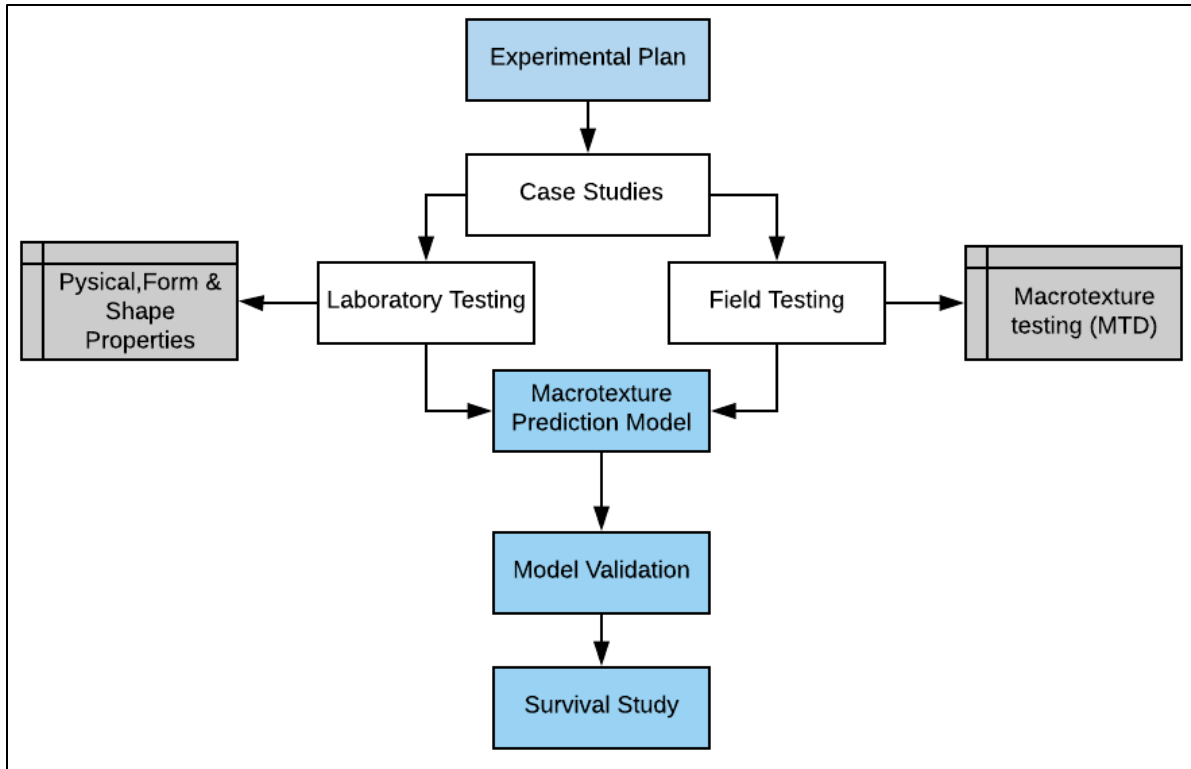 Experimental Plan
Case Studies
Pysical,Form &
Shape
Properties
Laboratory Testing
Field Testing
Macrotexture
testing (MTD)
Macrotexture
Prediction Model
Model Validation
Survival Study